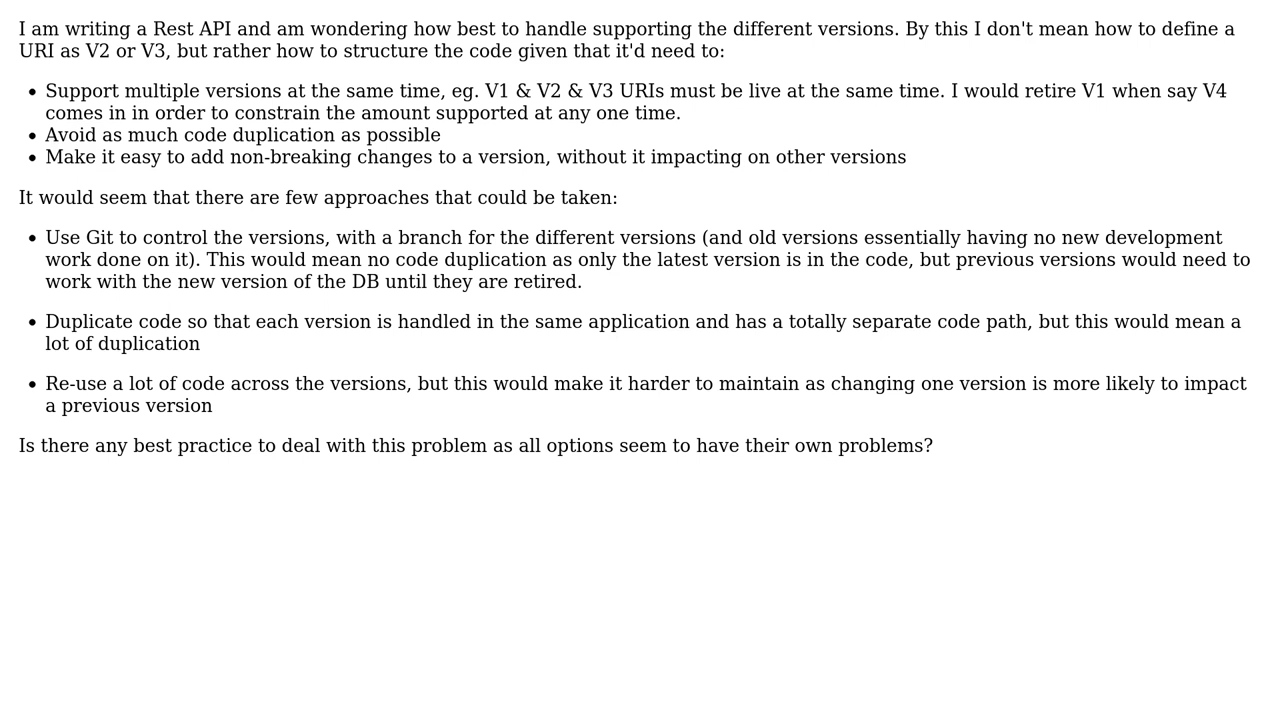 I am writing a Rest API and am wondering how best to handle supporting the different versions. By this I don't mean how to define a
URI as V2 or V3, but rather how to structure the code given that it'd need to:
• Support multiple versions at the same time, eg. V1 & V2 & V3 URIs must be live at the same time. I would retire V1 when say V4
comes in in order to constrain the amount supported at any one time.
• Avoid as much code duplication as possible
• Make it easy to add non-breaking changes to a version, without it impacting on other versions
It would seem that there are few approaches that could be taken:
• Use Git to control the versions, with a branch for the different versions (and old versions essentially having no new development
work done on it). This would mean no code duplication as only the latest version is in the code, but previous versions would need to
work with the new version of the DB until they are retired.
• Duplicate code so that each version is handled in the same application and has a totally separate code path, but this would mean a
lot of duplication
• Re-use a lot of code across the versions, but this would make it harder to maintain as changing one version is more likely to impact
a previous version
Is there any best practice to deal with this problem as all options seem to have their own problems?